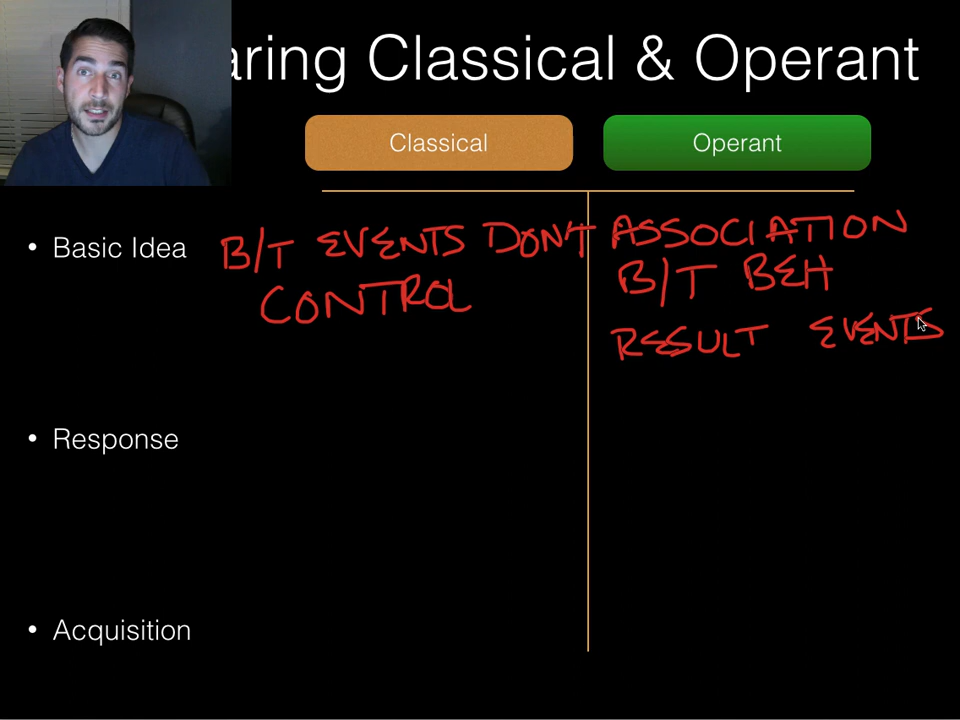 aring Classical & Operant
Classical
Operant
• Basic Idea
B/T EVENTS DON'T
CONTROL
ASSOCIATION
B/T BEH
RESULT EVENTS
• Response
• Acquisition